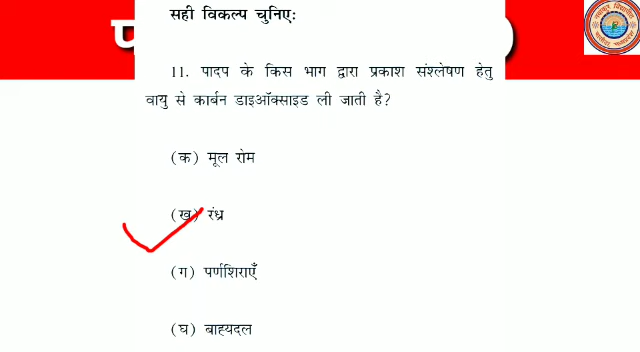 सही विकल्प चुनिएः
11. पादप के किस भाग द्वारा प्रकाश संश्लेषण हेतु
वायु से कार्बन डाइऑक्साइड ली जाती है?
(क) मूल रोम
(ख) रंध्र
(ग) पर्णशिराएँ
(घ) बाह्यदल